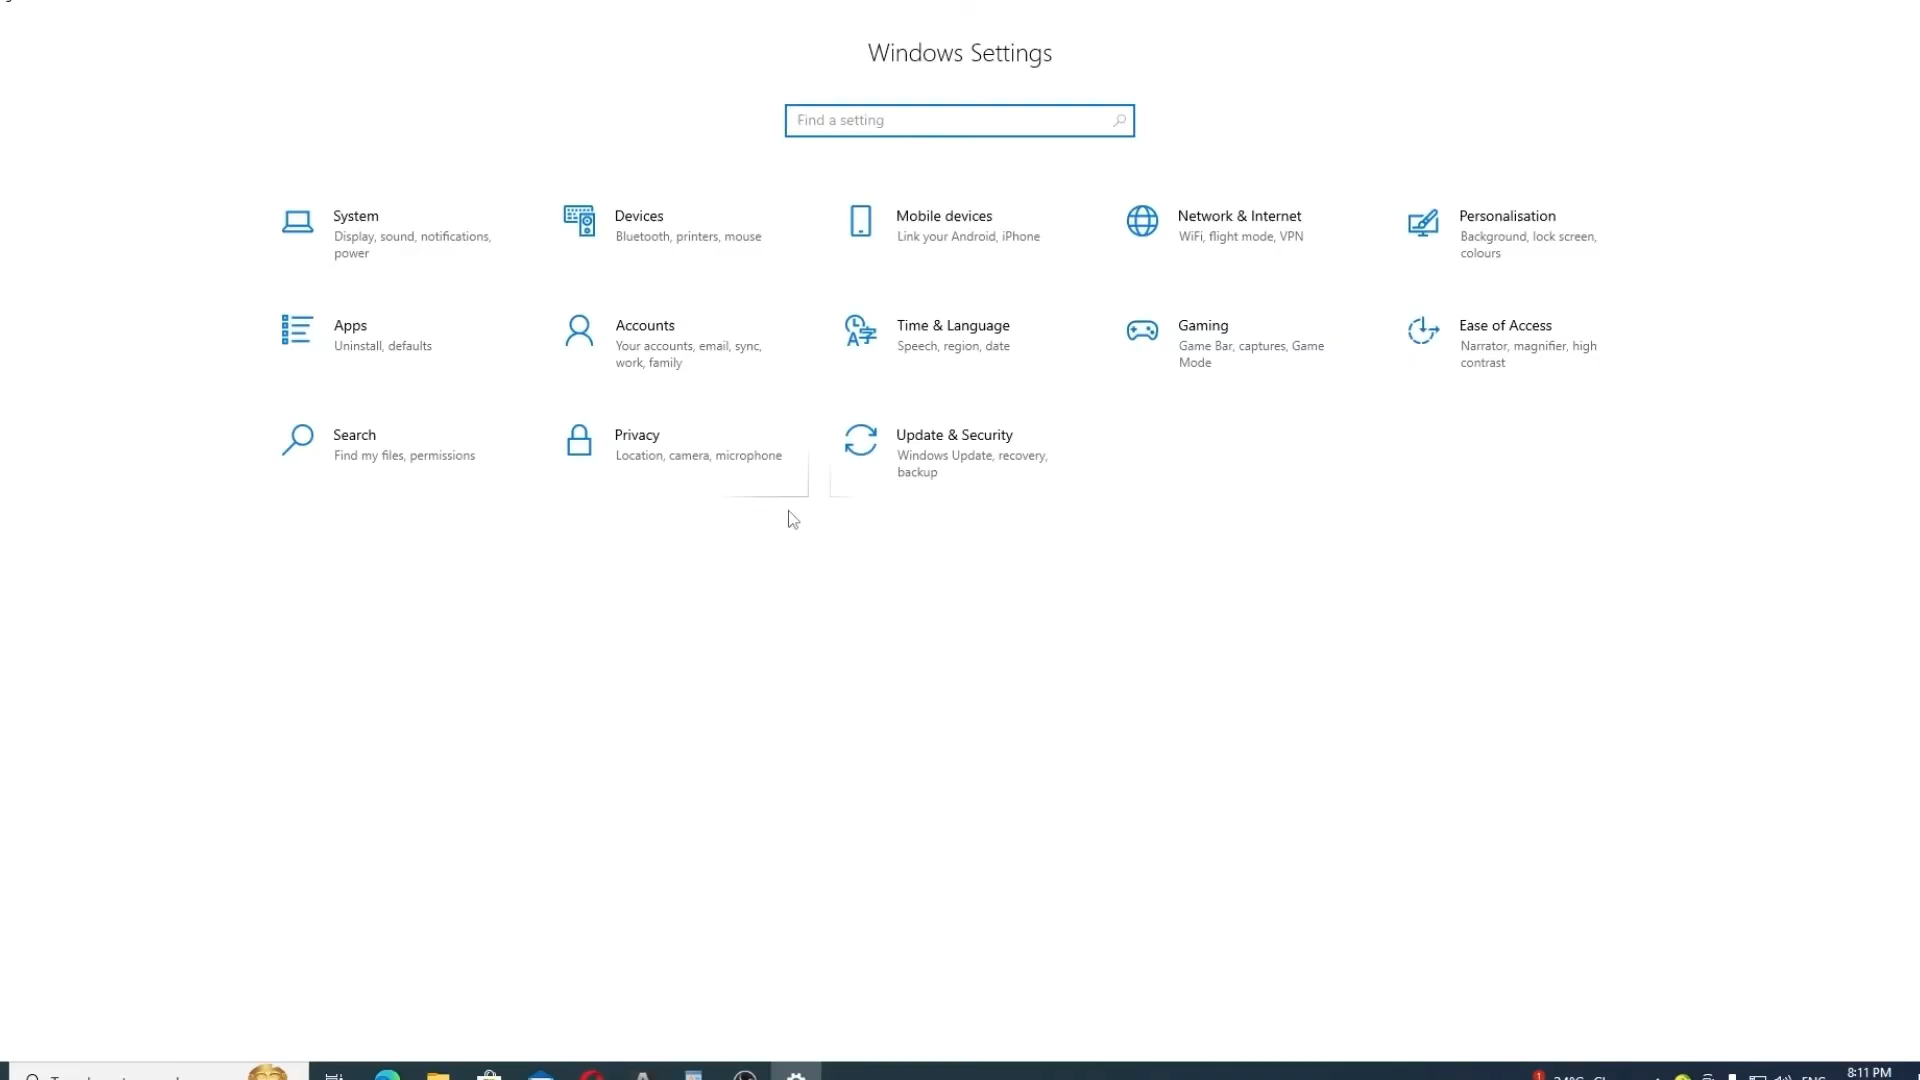 Windows Settings
Find a setting
System
Display, sound, notifications,
power
Devices
Bluetooth, printers, mouse
Mobile devices
Link your Android, iPhone
Network & Internet
WiFi, flight mode, VPN
Personalisation
Background, lock screen,
colours
Apps
Uninstall, defaults
Accounts
Your accounts, email, sync,
work, family
Time & Language
Speech, region, date
Gaming
Game Bar, captures, Game
Mode
Ease of Access
Narrator, magnifier, high
contrast
Search
Find my files, permissions
Privacy
Location, camera, microphone
Update & Security
Windows Update, recovery,
backup
8:11 PM